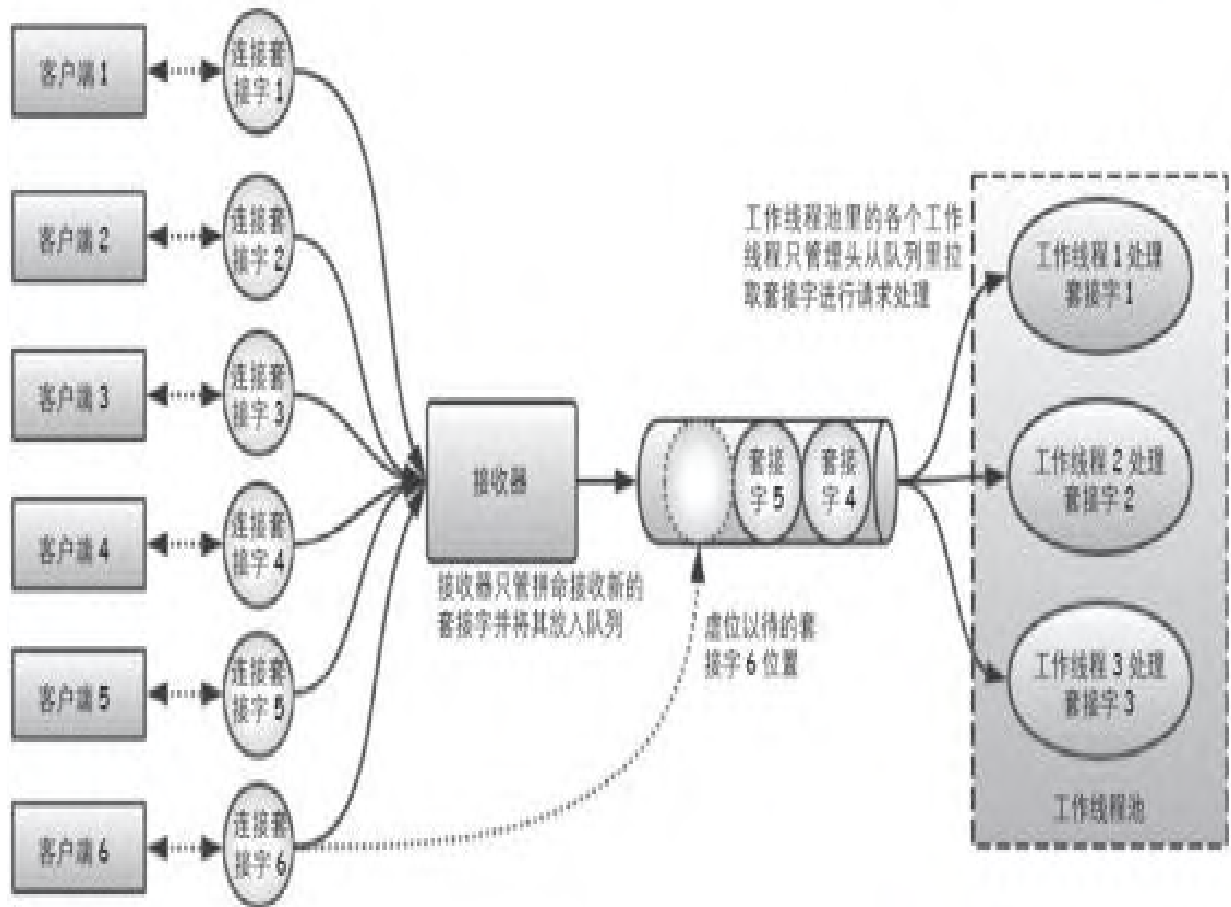 客户端 1
连接套
接字 1
客户端 2
连接套
接字 2
客户端 3
连接套
接字 3
客户端 4
连接套
接字 4
客户端 5
连接套
接字 5
客户端 6
连接套
接字 6
接收器
接收器只管拼命接收新的
套接字并将其放入队列
套接
字 5
套接
字 4
虚位以待的套
接字 6 位置
工作线程池里的各个工作
线程只管埋头从队列里拉
取套接字进行请求处理
工作线程 1 处理
套接字 1
工作线程 2 处理
套接字 2
工作线程 3 处理
套接字 3
工作线程池